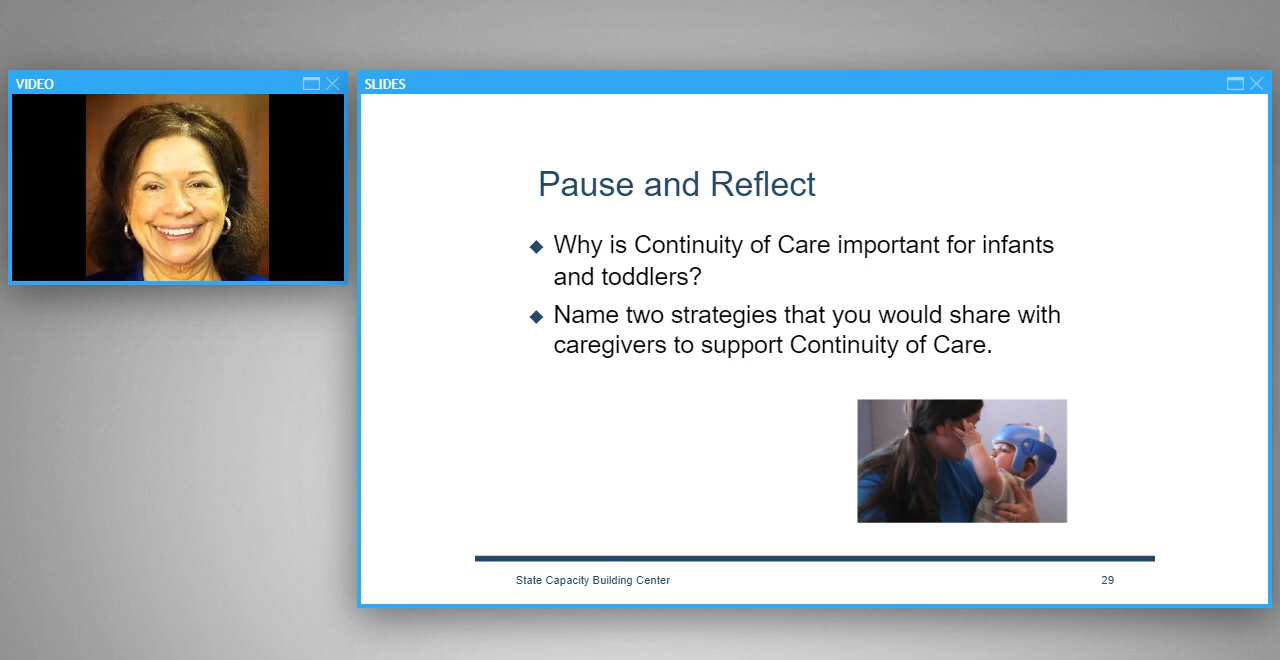 VIDEO
SLIDES
Pause and Reflect
Why is Continuity of Care important for infants
and toddlers?
Name two strategies that you would share with
caregivers to support Continuity of Care.
State Capacity Building Center
29